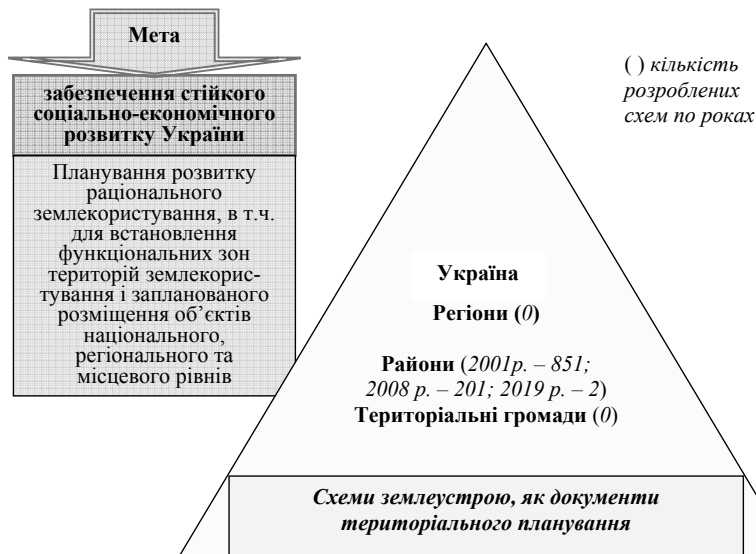 Мета
забезпечення стійкого
соціально-економічного
розвитку України
Планування розвитку
раціонального
землекористування, в т.ч.
для встановлення
функціональних зон
територій землекорис-
тування і запланованого
розміщення об’єктів
національного,
регіонального та
місцевого рівнів
( ) кількість
розроблених
схем по роках
Україна
Регіони (0)
Райони (2001р. – 851;
2008 р. – 201; 2019 р. – 2)
Територіальні громади (0)
Схеми землеустрою, як документи
територіального планування